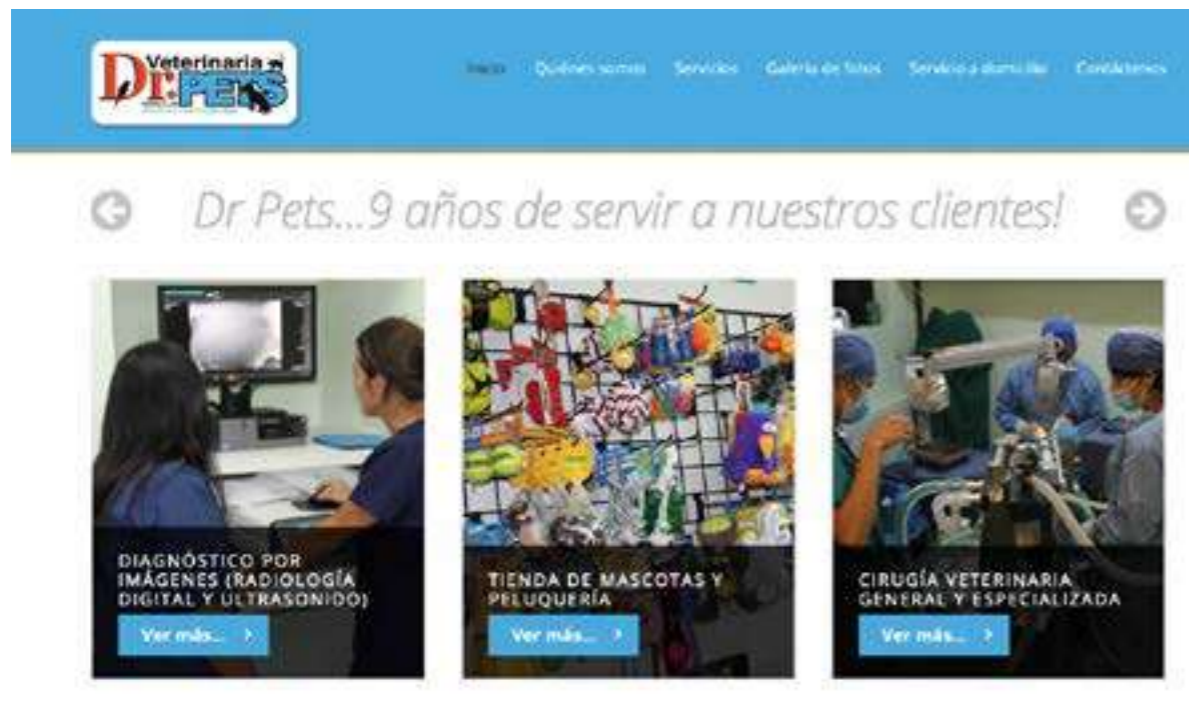 Veterinaria
Dr. PETS
Inicio Quiénes somos Servicios Galería de fotos Servicio a domicilio Contáctenos
Dr Pets...9 años de servir a nuestros clientes!
DIAGNÓSTICO POR
IMÁGENES (RADIOLOGÍA
DIGITAL Y ULTRASONIDO)
Ver más...
TIENDA DE MASCOTAS Y
PELUQUERÍA
Ver más...
CIRUGÍA VETERINARIA
GENERAL Y ESPECIALIZADA
Ver más...